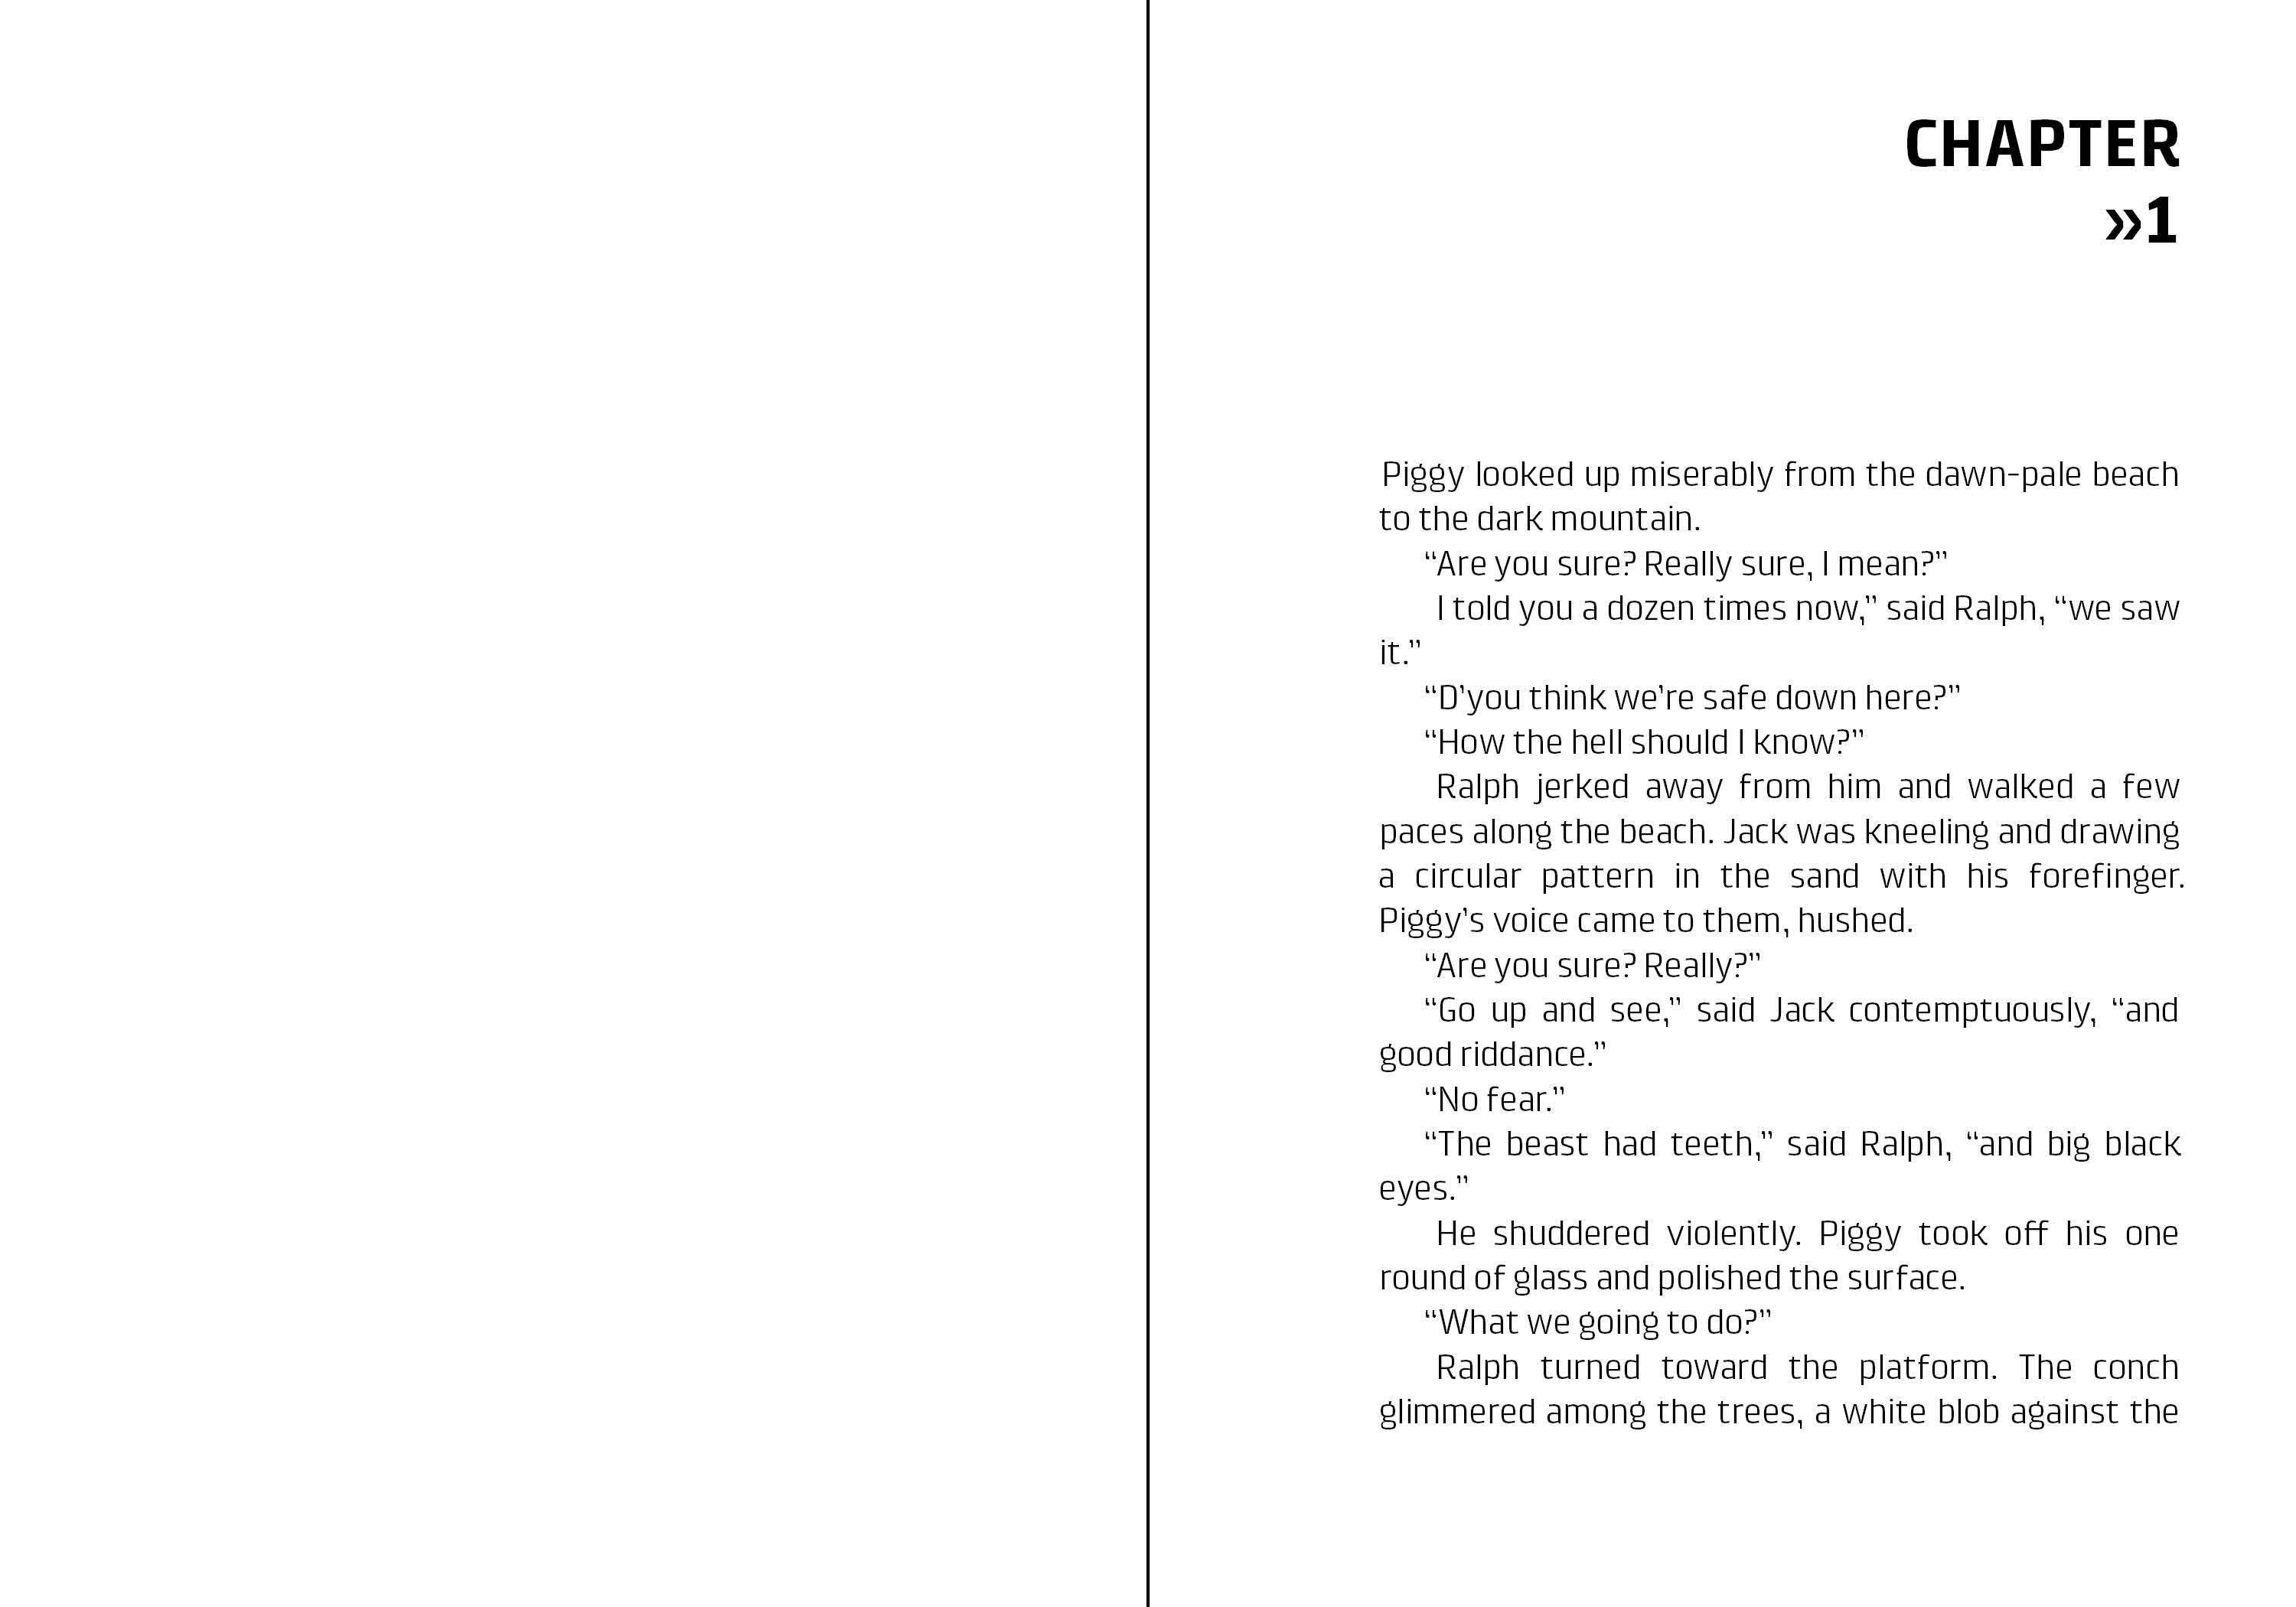 CHAPTER
»1
Piggy looked up miserably from the dawn-pale beach
to the dark mountain.
“Are you sure? Really sure, I mean?”
I told you a dozen times now,” said Ralph, “we saw
it.”
“D’you think we’re safe down here?”
“How the hell should I know?”
Ralph jerked away from him and walked a few
paces along the beach. Jack was kneeling and drawing
a circular pattern in the sand with his forefinger.
Piggy’s voice came to them, hushed.
“Are you sure? Really?”
“Go up and see,” said Jack contemptuously, “and
good riddance.”
“No fear.”
“The beast had teeth,” said Ralph, “and big black
eyes.”
He shuddered violently. Piggy took off his one
round of glass and polished the surface.
“What we going to do?”
Ralph turned toward the platform. The conch
glimmered among the trees, a white blob against the